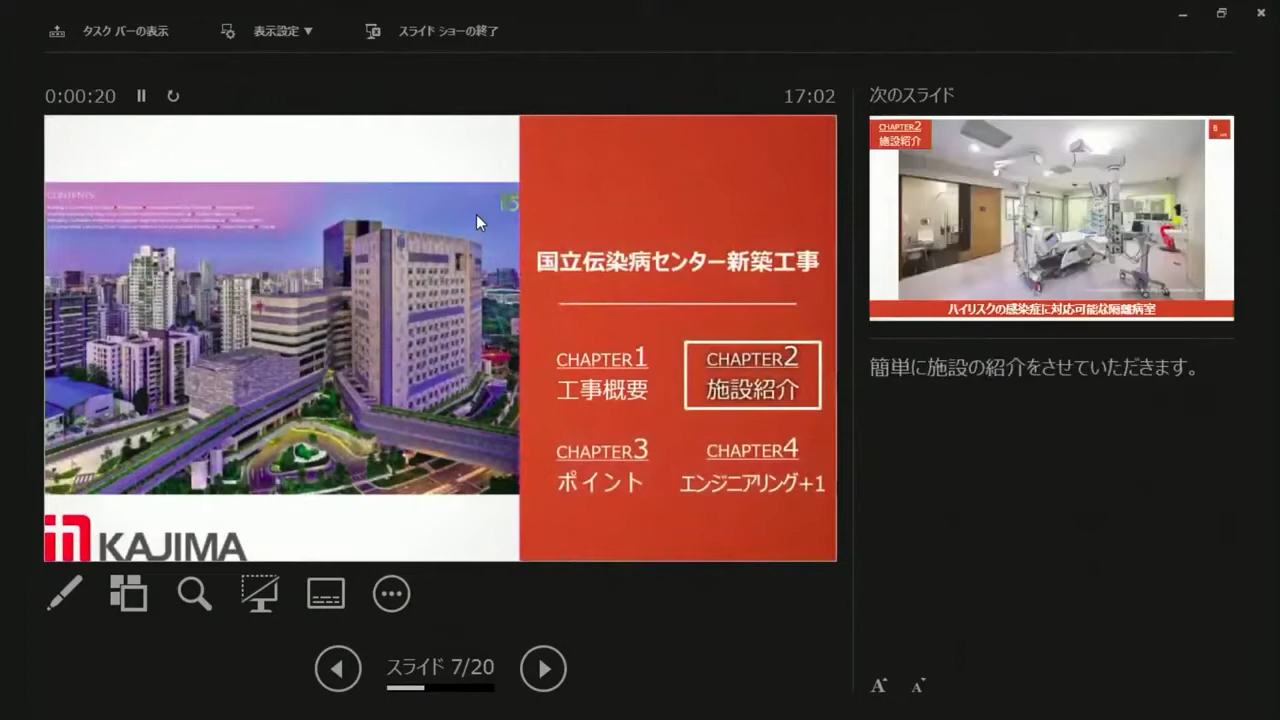 タスク バーの表示
表示設定 ▼
スライド ショーの終了
0:00:20
17:02
次のスライド
CONTENTS
国立伝染病センター新築工事
CHAPTER1
工事概要
CHAPTER2
施設紹介
CHAPTER3
ポイント
CHAPTER4
エンジニアリング+1
KAJIMA
CHAPTER2
施設紹介
ハイリスクの感染症に対応可能な隔離病室
簡単に施設の紹介をさせていただきます。
スライド 7/20
A
A